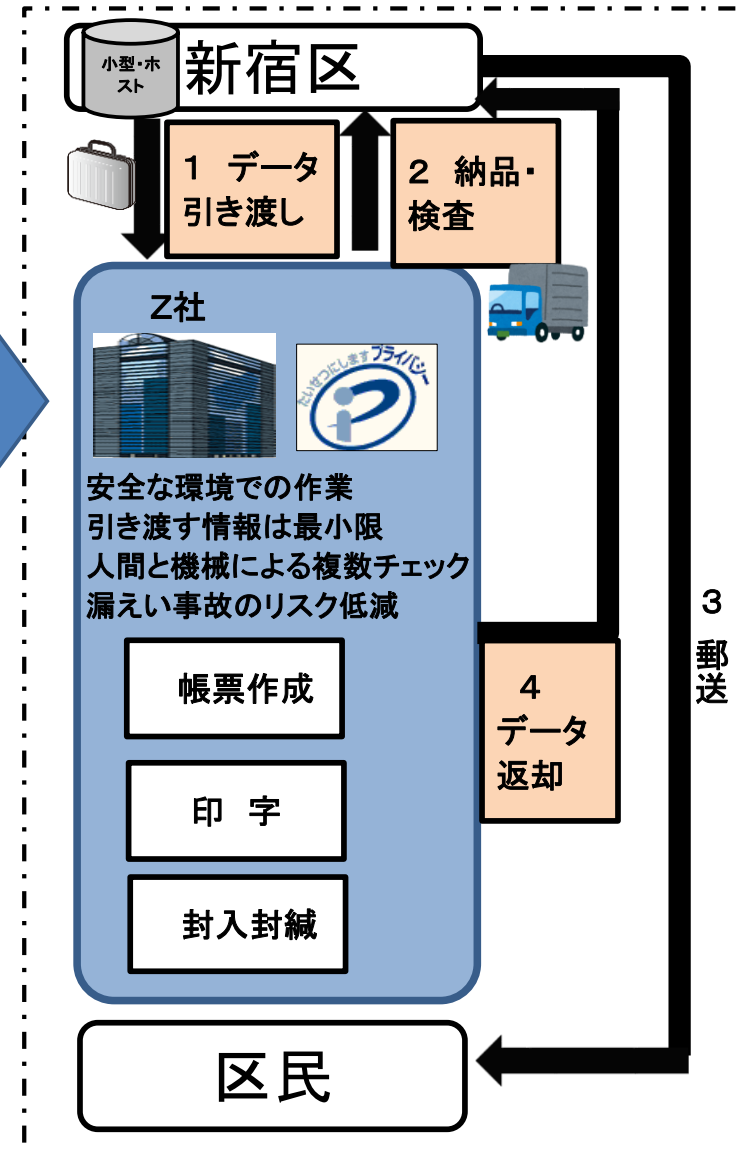 小型・ホ
スト
新宿区
１ データ
引き渡し
２ 納品・
検査
Z社
たいせつにしますプライバシー
安全な環境での作業
引き渡す情報は最小限
人間と機械による複数チェック
漏えい事故のリスク低減
帳票作成
印 字
封入封緘
４
データ
返却
３ 郵送
区民